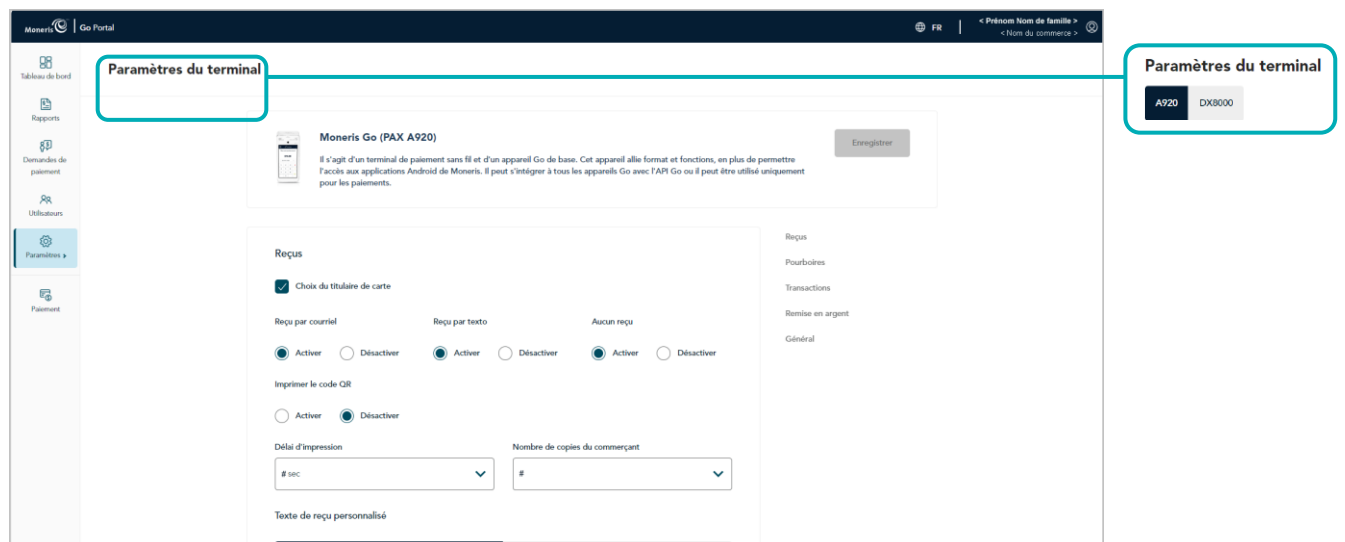 Moneris Go Portal
FR
< Prénom Nom de famille >
< Nom du commerce >
Tableau de bord
Rapports
Demandes de
paiement
Utilisateurs
Paramètres
Paiement
Paramètres du terminal
Paramètres du terminal
A920 DX8000
Moneris Go (PAX A920)
Il s'agit d'un terminal de paiement sans fil et d'un appareil Go de base. Cet appareil allie format et fonctions, en plus de permettre
l'accès aux applications Android de Moneris. Il peut s'intégrer à tous les appareils Go avec l'API Go ou il peut être utilisé uniquement
pour les paiements.
Enregistrer
Reçus
Choix du titulaire de carte
Reçu par courriel Reçu par texto Aucun reçu
Activer Désactiver Activer Désactiver Activer Désactiver
Imprimer le code QR
Activer Désactiver
Délai d'impression Nombre de copies du commerçant
# sec #
Texte de reçu personnalisé
Reçus
Pourboires
Transactions
Remise en argent
Général